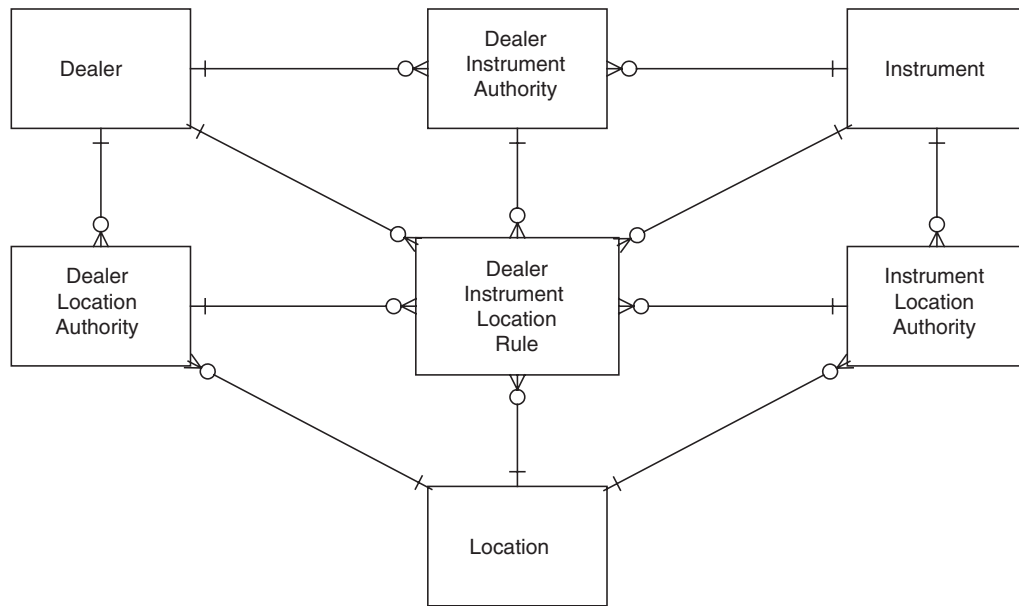 Dealer
Dealer
Instrument
Authority
Instrument
Dealer
Location
Authority
Dealer
Instrument
Location
Rule
Instrument
Location
Authority
Location